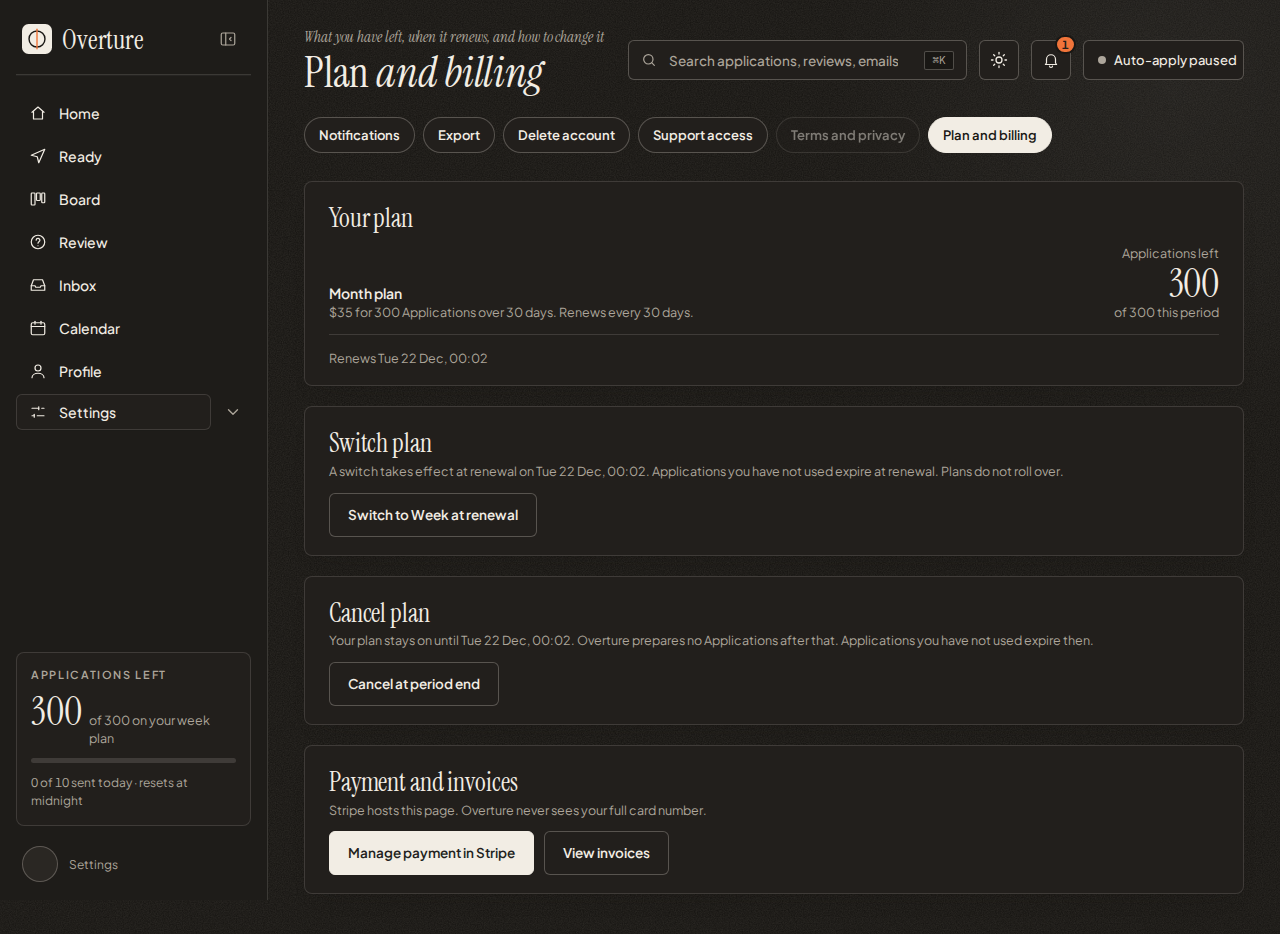 Overture
Home
Ready
Board
Review
Inbox
Calendar
Profile
Settings
APPLICATIONS LEFT
300 of 300 on your week
plan
0 of 10 sent today · resets at
midnight
Settings
What you have left, when it renews, and how to change it
Plan and billing
Search applications, reviews, emails ⌘K
1
Auto-apply paused
Notifications
Export
Delete account
Support access
Terms and privacy
Plan and billing
Your plan
Applications left
300
of 300 this period
Month plan
$35 for 300 Applications over 30 days. Renews every 30 days.
Renews Tue 22 Dec, 00:02
Switch plan
A switch takes effect at renewal on Tue 22 Dec, 00:02. Applications you have not used expire at renewal. Plans do not roll over.
Switch to Week at renewal
Cancel plan
Your plan stays on until Tue 22 Dec, 00:02. Overture prepares no Applications after that. Applications you have not used expire then.
Cancel at period end
Payment and invoices
Stripe hosts this page. Overture never sees your full card number.
Manage payment in Stripe
View invoices